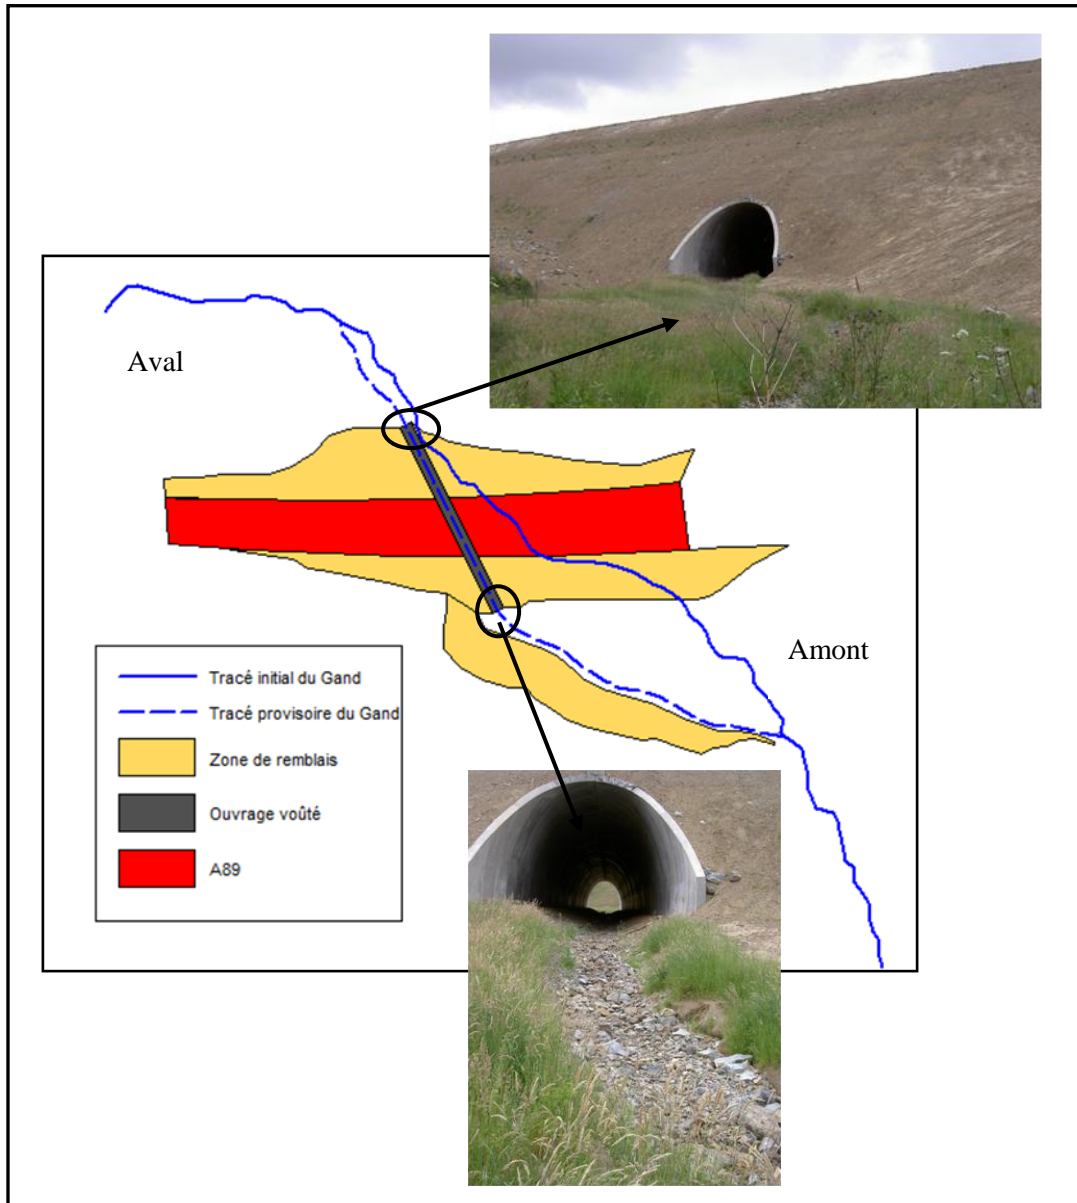 Aval
Amont
Tracé initial du Gand
Tracé provisoire du Gand
Zone de remblais
Ouvrage voûté
A89